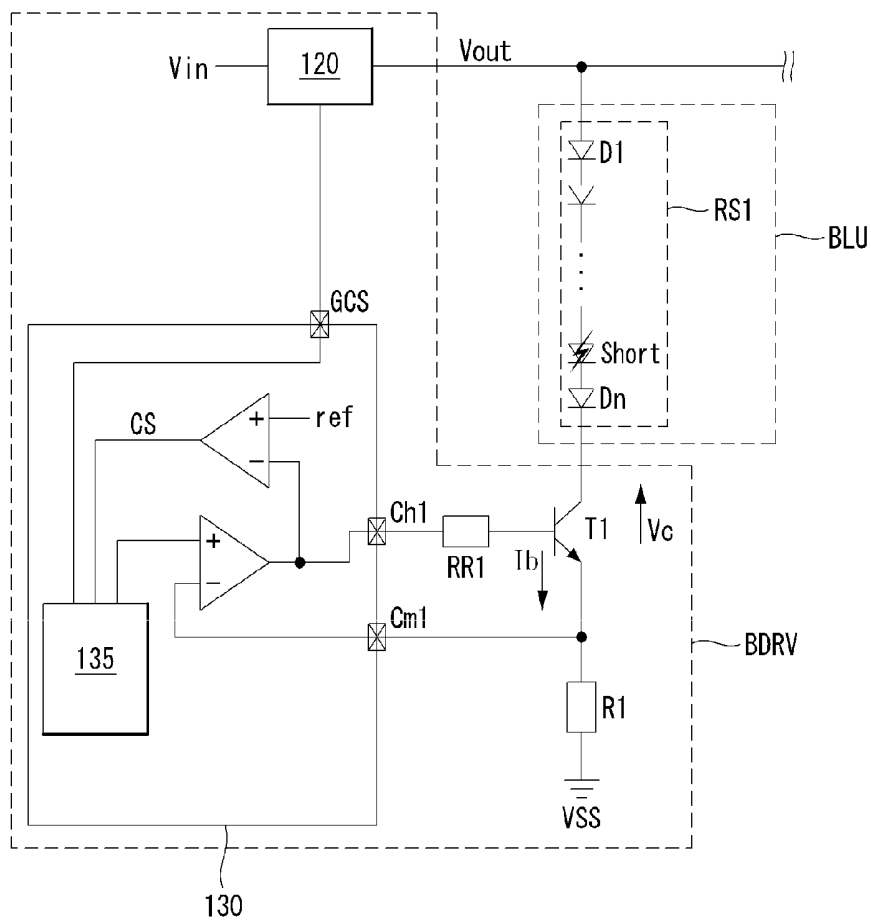 Vin
120
Vout
D1
RS1
BLU
GCS
Short
Dn
CS
+
ref
−
Ch1
T1
Vc
+
RR1
Ib
−
Cm1
135
BDRV
R1
VSS
130